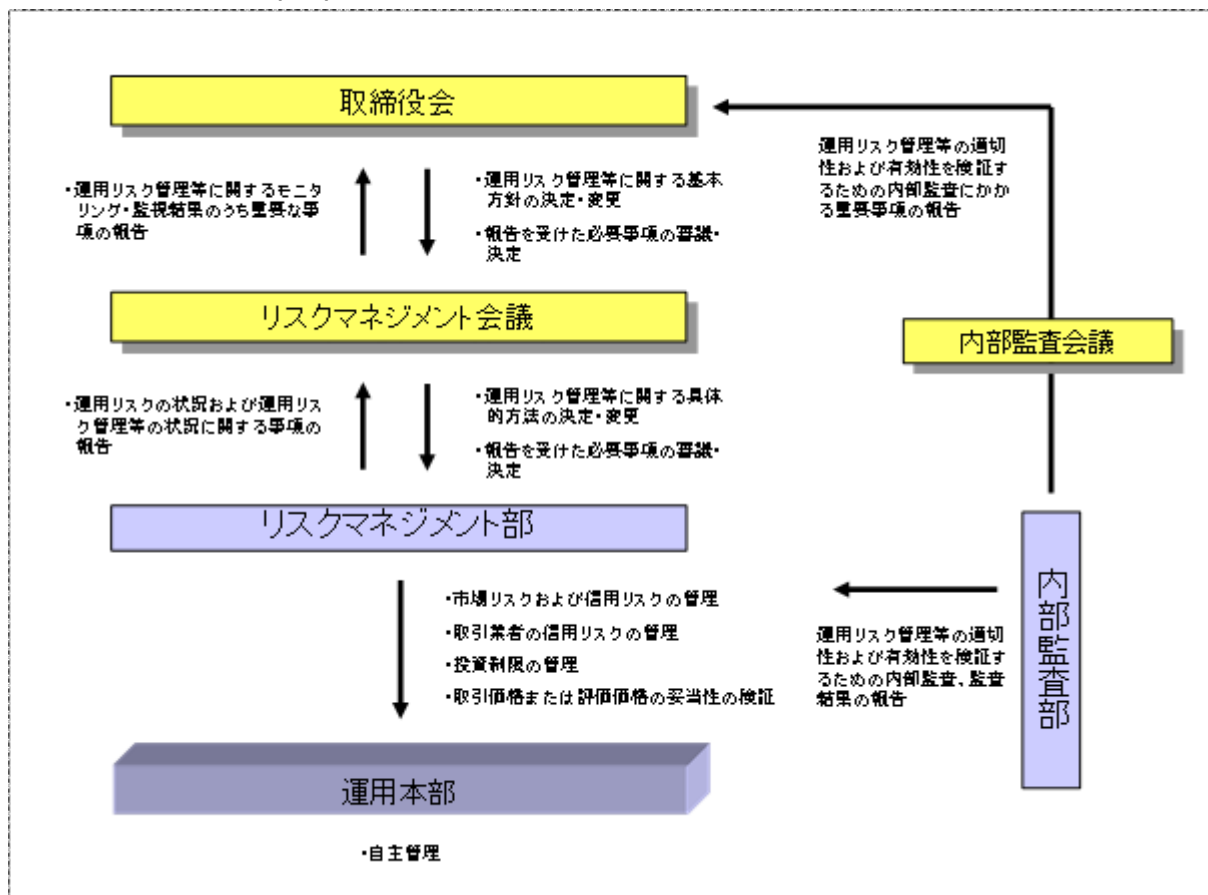 取締役会
・運用リスク管理等に関するモニ
タリング・監視結果のうち重要な事
項の報告
・運用リスク管理等に関する基本
方針の決定・変更
・報告を受けた必要事項の審議・
決定
運用リスク管理等の適切
性および有効性を検証す
るための内部監査にかか
る重要事項の報告
リスクマネジメント会議
内部監査会議
・運用リスクの状況および運用リス
ク管理等の状況に関する事項の
報告
・運用リスク管理等に関する具体
的方法の決定・変更
・報告を受けた必要事項の審議・
決定
リスクマネジメント部
内部監査部
・市場リスクおよび信用リスクの管理
・取引業者の信用リスクの管理
・投資制限の管理
・取引価格または評価価格の妥当性の検証
運用リスク管理等の適切
性および有効性を検証す
るための内部監査、監査
結果の報告
運用本部
・自主管理